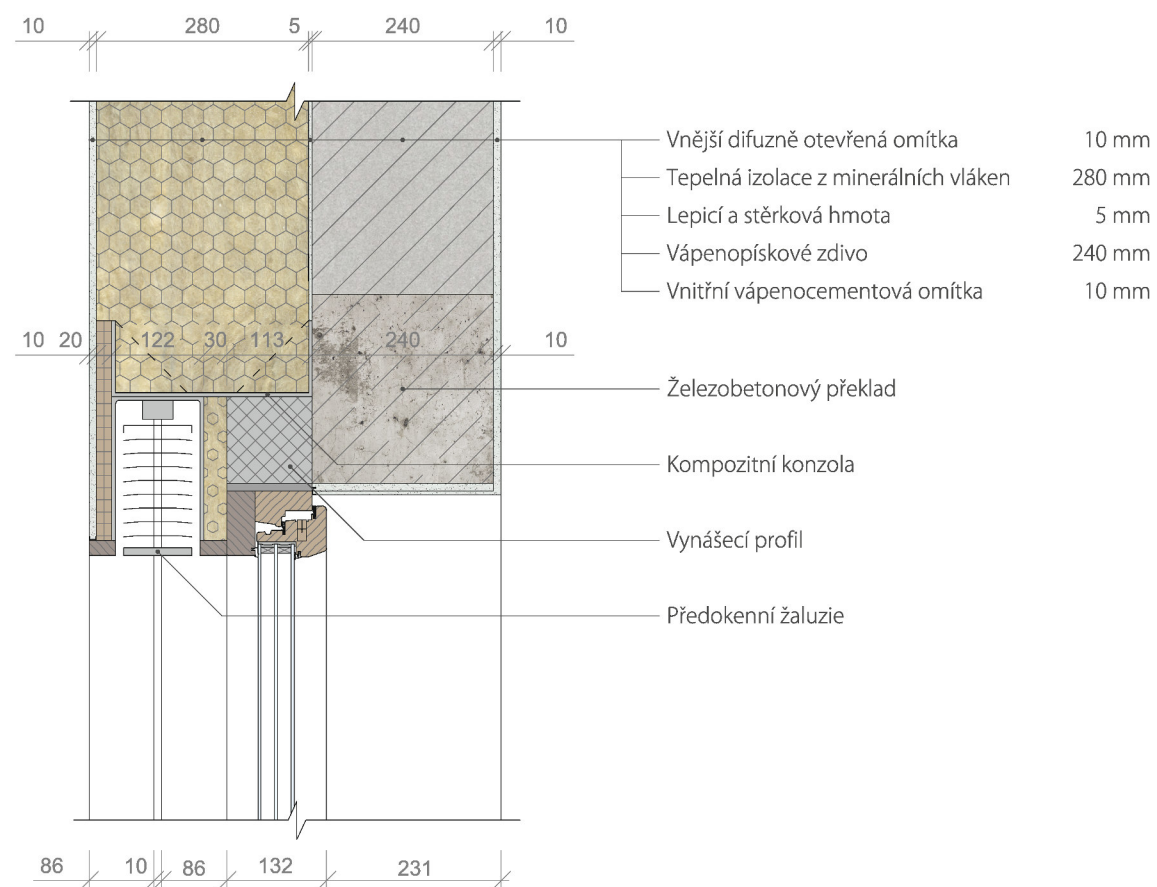 10 280 5 240 10
Vnější difuzně otevřená omítka 10 mm
Tepelná izolace z minerálních vláken 280 mm
Lepicí a stěrková hmota 5 mm
Vápenopískové zdivo 240 mm
Vnitřní vápenocementová omítka 10 mm
10 20 122 30 113 240 10
Železobetonový překlad
Kompozitní konzola
Vynášecí profil
Předokenní žaluzie
86 10 86 132 231